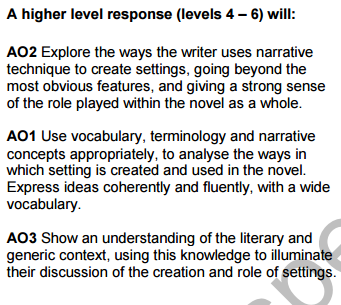 A higher level response (levels 4 – 6) will:
AO2 Explore the ways the writer uses narrative
technique to create settings, going beyond the
most obvious features, and giving a strong sense
of the role played within the novel as a whole.
AO1 Use vocabulary, terminology and narrative
concepts appropriately, to analyse the ways in
which setting is created and used in the novel.
Express ideas coherently and fluently, with a wide
vocabulary.
AO3 Show an understanding of the literary and
generic context, using this knowledge to illuminate
their discussion of the creation and role of settings.